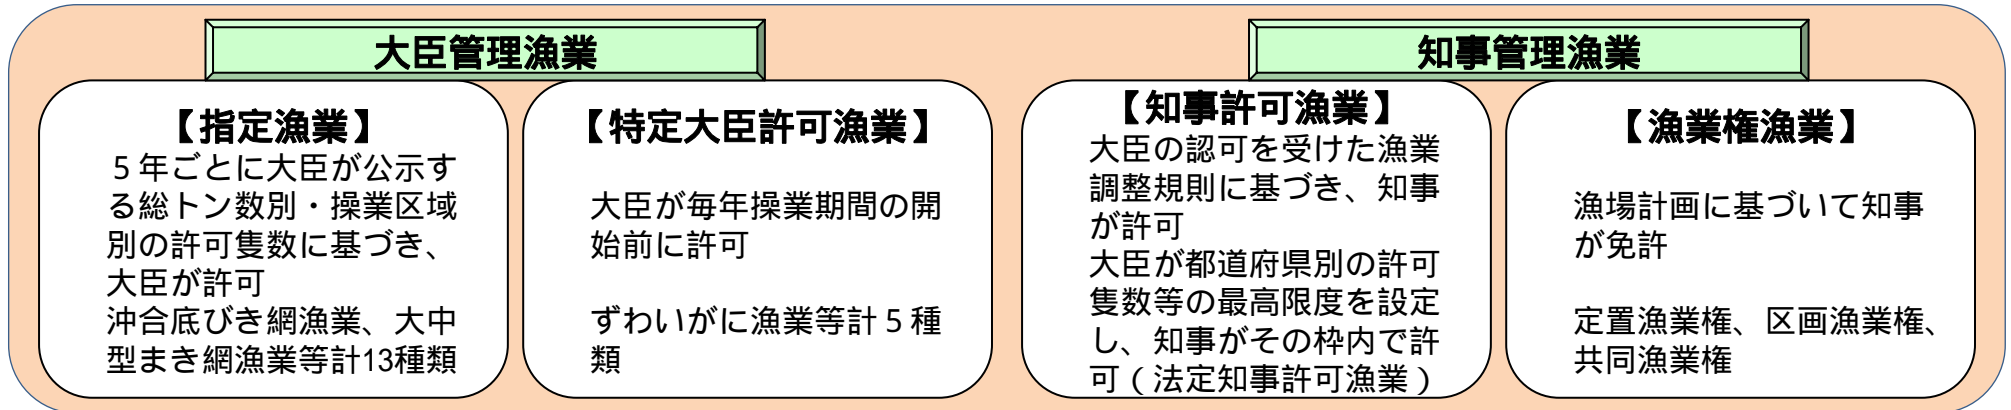 大臣管理漁業
【指定漁業】
５年ごとに大臣が公示す
る総トン数別・操業区域
別の許可隻数に基づき、
大臣が許可
沖合底びき網漁業、大中
型まき網漁業等計13種類
【特定大臣許可漁業】
大臣が毎年操業期間の開
始前に許可
ずわいがに漁業等計５種
類
知事管理漁業
【知事許可漁業】
大臣の認可を受けた漁業
調整規則に基づき、知事
が許可
大臣が都道府県別の許可
隻数等の最高限度を設定
し、知事がその枠内で許
可（法定知事許可漁業）
【漁業権漁業】
漁場計画に基づいて知事
が免許
定置漁業権、区画漁業権、
共同漁業権